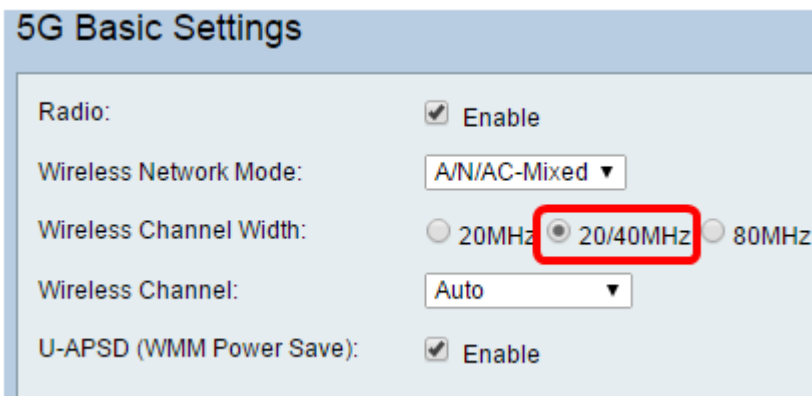 5G Basic Settings
Radio: Enable
Wireless Network Mode: A/N/AC-Mixed
Wireless Channel Width: 20MHz 20/40MHz 80MHz
Wireless Channel: Auto
U-APSD (WMM Power Save): Enable